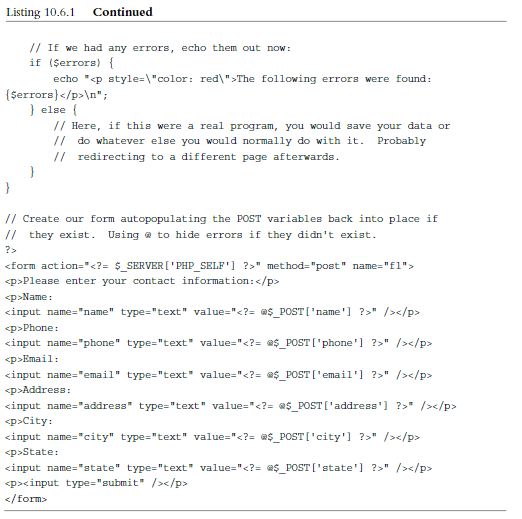 Listing 10.6.1 Continued
// If we had any errors, echo them out now:
if ($errors) {
echo "<p style=\"color: red\">The following errors were found:
{$errors}</p>\n";
} else {
// Here, if this were a real program, you would save your data or
// do whatever else you would normally do with it. Probably
// redirecting to a different page afterwards.
}
}
// Create our form autopopulating the POST variables back into place if
// they exist. Using @ to hide errors if they didn't exist.
?>
<form action="<?= $_SERVER['PHP_SELF'] ?>" method="post" name="f1">
<p>Please enter your contact information:</p>
<p>Name:
<input name="name" type="text" value="<?= @$_POST['name'] ?>" /></p>
<p>Phone:
<input name="phone" type="text" value="<?= @$_POST['phone'] ?>" /></p>
<p>Email:
<input name="email" type="text" value="<?= @$_POST['email'] ?>" /></p>
<p>Address:
<input name="address" type="text" value="<?= @$_POST['address'] ?>" /></p>
<p>City:
<input name="city" type="text" value="<?= @$_POST['city'] ?>" /></p>
<p>State:
<input name="state" type="text" value="<?= @$_POST['state'] ?>" /></p>
<p><input type="submit" /></p>
</form>